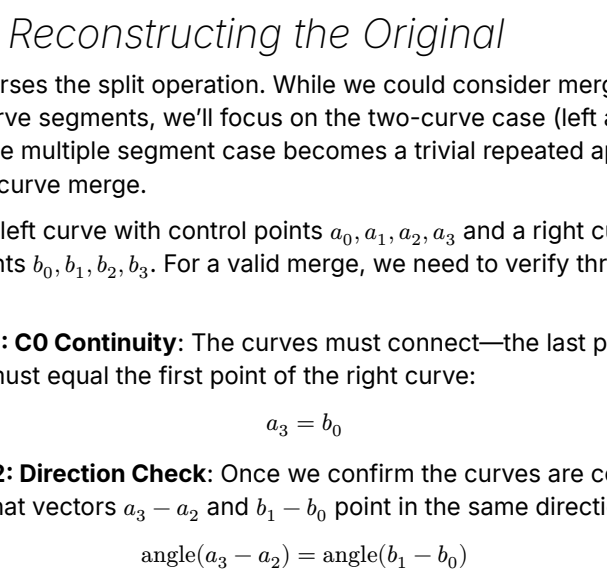 Reconstructing the Original
rses the split operation. While we could consider merg
rve segments, we'll focus on the two-curve case (left a
e multiple segment case becomes a trivial repeated ap
curve merge.
left curve with control points a₀, a₁, a₂, a₃ and a right cu
nts b₀, b₁, b₂, b₃. For a valid merge, we need to verify thr
: C0 Continuity: The curves must connect—the last p
must equal the first point of the right curve:
a₃ = b₀
2: Direction Check: Once we confirm the curves are co
hat vectors a₃ − a₂ and b₁ − b₀ point in the same directi
angle(a₃ − a₂) = angle(b₁ − b₀)